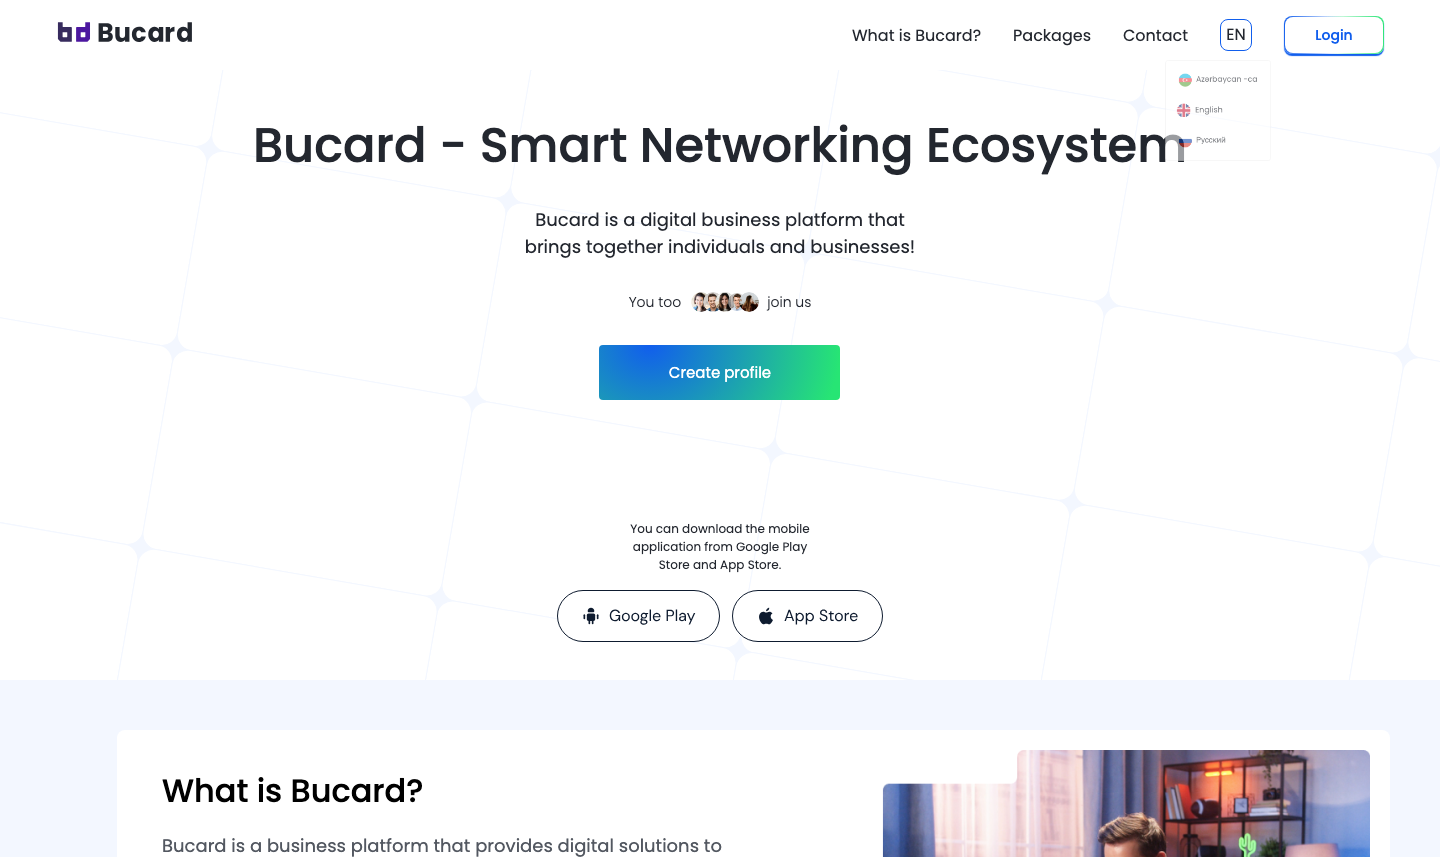 bd Bucard
What is Bucard?
Packages
Contact
EN
Login
Azərbaycan -ca
English
Русский
Bucard - Smart Networking Ecosystem
Bucard is a digital business platform that
brings together individuals and businesses!
You too join us
Create profile
You can download the mobile
application from Google Play
Store and App Store.
Google Play
App Store
What is Bucard?
Bucard is a business platform that provides digital solutions to